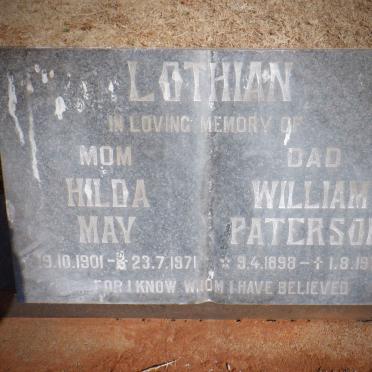 LOTHIAN
IN LOVING MEMORY OF
MOM DAD
HILDA WILLIAM
MAY PATERSON
☆ 19.10.1901 - ✝ 23.7.1971 ☆ 9.4.1898 - ✝ 1.8.19
FOR I KNOW WHOM I HAVE BELIEVED